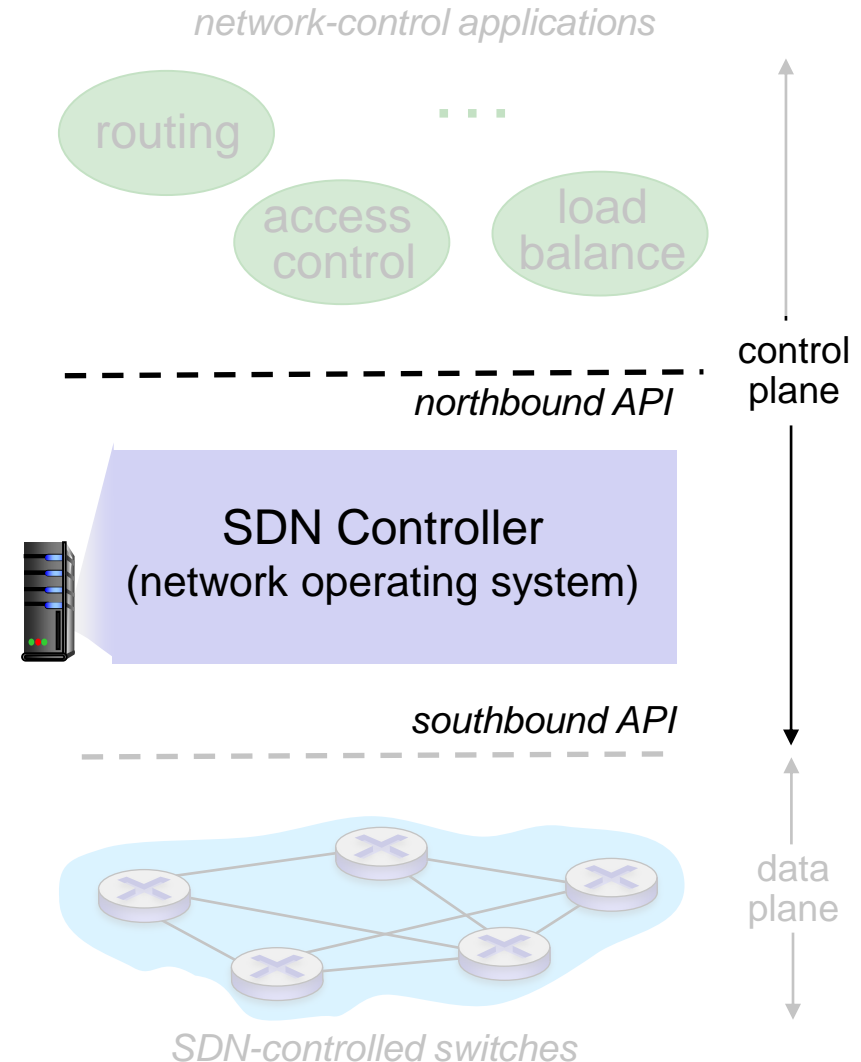 network-control applications
routing
. . .
access
control
load
balance
control
plane
northbound API
SDN Controller
(network operating system)
southbound API
data
plane
SDN-controlled switches